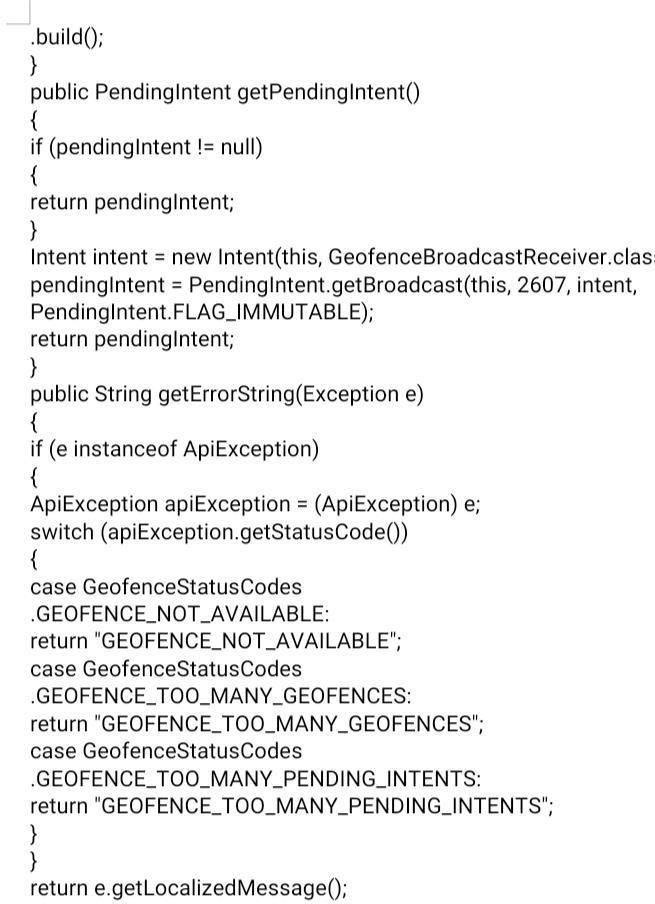 .build();
}
public PendingIntent getPendingIntent()
{
if (pendingIntent != null)
{
return pendingIntent;
}
Intent intent = new Intent(this, GeofenceBroadcastReceiver.clas
pendingIntent = PendingIntent.getBroadcast(this, 2607, intent,
PendingIntent.FLAG_IMMUTABLE);
return pendingIntent;
}
public String getErrorString(Exception e)
{
if (e instanceof ApiException)
{
ApiException apiException = (ApiException) e;
switch (apiException.getStatusCode())
{
case GeofenceStatusCodes
.GEOFENCE_NOT_AVAILABLE:
return "GEOFENCE_NOT_AVAILABLE";
case GeofenceStatusCodes
.GEOFENCE_TOO_MANY_GEOFENCES:
return "GEOFENCE_TOO_MANY_GEOFENCES";
case GeofenceStatusCodes
.GEOFENCE_TOO_MANY_PENDING_INTENTS:
return "GEOFENCE_TOO_MANY_PENDING_INTENTS";
}
}
return e.getLocalizedMessage();